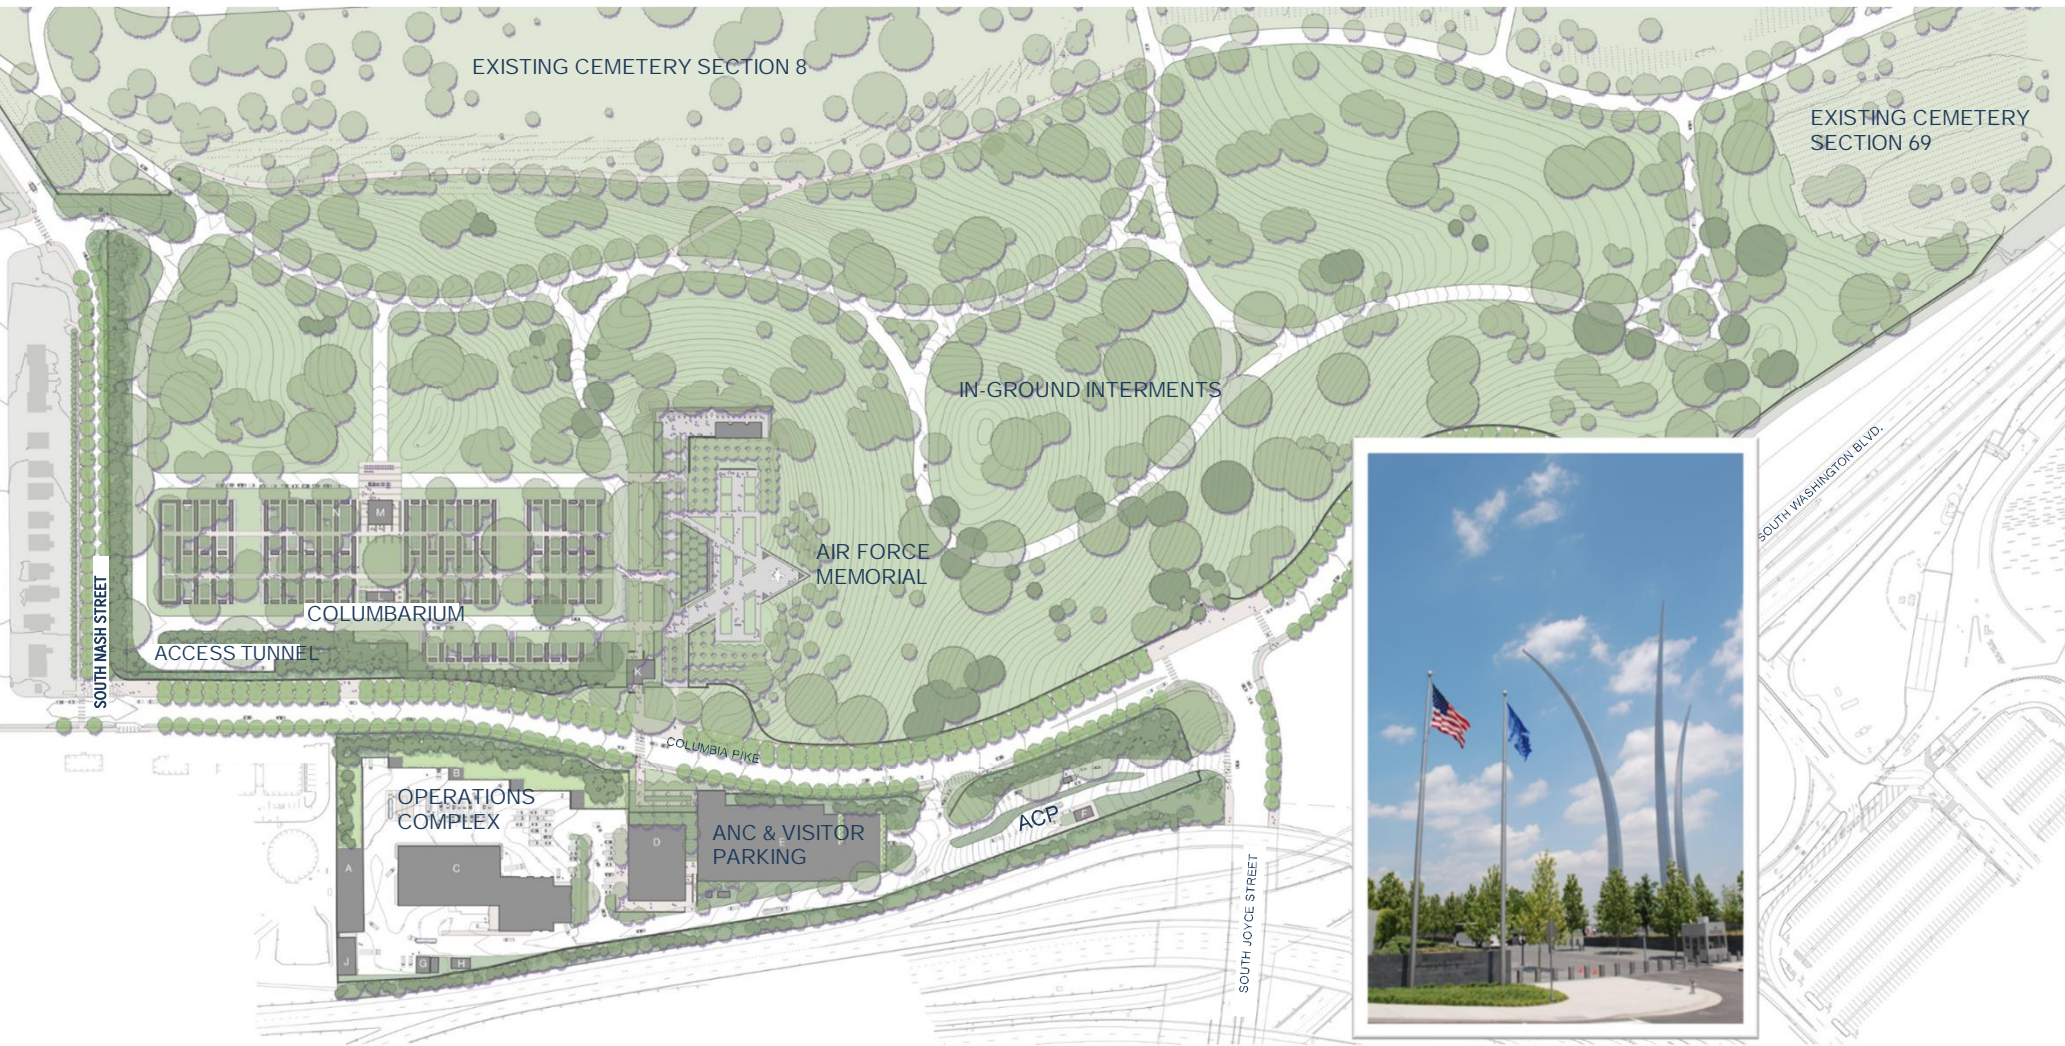 EXISTING CEMETERY SECTION 8
EXISTING CEMETERY
SECTION 69
IN-GROUND INTERMENTS
SOUTH WASHINGTON BLVD.
N
M
AIR FORCE
MEMORIAL
COLUMBARIUM
ACCESS TUNNEL
SOUTH NASH STREET
K
COLUMBIA PIKE
B
OPERATIONS
COMPLEX
ANC & VISITOR
PARKING
ACP
F
D
E
A
C
SOUTH JOYCE STREET
J
G
H